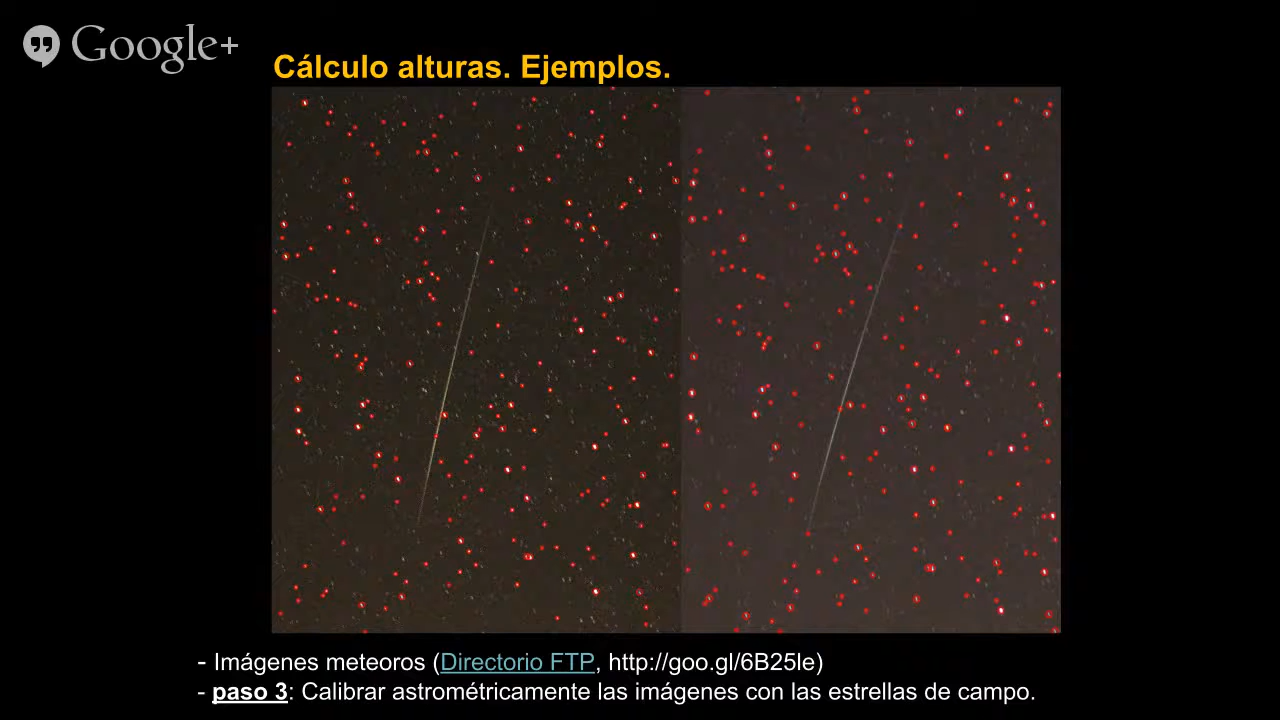 Google+
Cálculo alturas. Ejemplos.
- Imágenes meteoros (Directorio FTP, http://goo.gl/6B25le)
- paso 3: Calibrar astrométricamente las imágenes con las estrellas de campo.